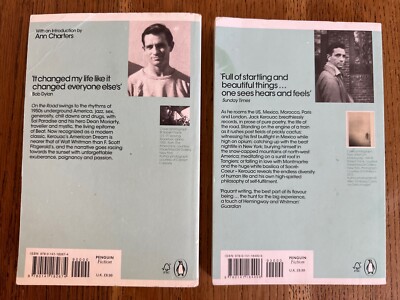 With an Introduction by
Ann Charters
'It changed my life like it
changed everyone else's'
Bob Dylan
On the Road swings to the rhythms of
1950s underground America, jazz, sex,
generosity, chill dawns and drugs, with
Sal Paradise and his hero Dean Moriarty,
traveller and mystic, the living epitome
of Beat. Now recognized as a modern
classic, Kerouac's American Dream is
nearer that of Walt Whitman than F. Scott
Fitzgerald's, and the narrative goes racing
towards the sunset with unforgettable
exuberance, poignancy and passion.
PENGUIN
Fiction
U.K. £8.99
'Full of startling and
beautiful things ...
one sees hears and feels'
Sunday Times
As he roams the US, Mexico, Morocco, Paris
and London, Jack Kerouac breathlessly
records, in prose of pure poetry, the life of
the road. Standing on the engine of a train
as it rushes past fields of prickly cactus;
witnessing his first bullfight in Mexico while
high on opium; catching up with the beat
nightlife in New York; burying himself in
the snow-capped mountains of north-west
America; meditating on a sunlit roof in
Tangiers; or falling in love with Montmartre
and the huge white basilica of Sacré-
Coeur – Kerouac reveals the endless diversity
of human life and his own high-spirited
philosophy of self-fulfilment.
'Piquant writing, the best part of its flavour
being ... the hunt for the big experience,
a touch of Hemingway and Whitman'
Guardian
PENGUIN
Fiction